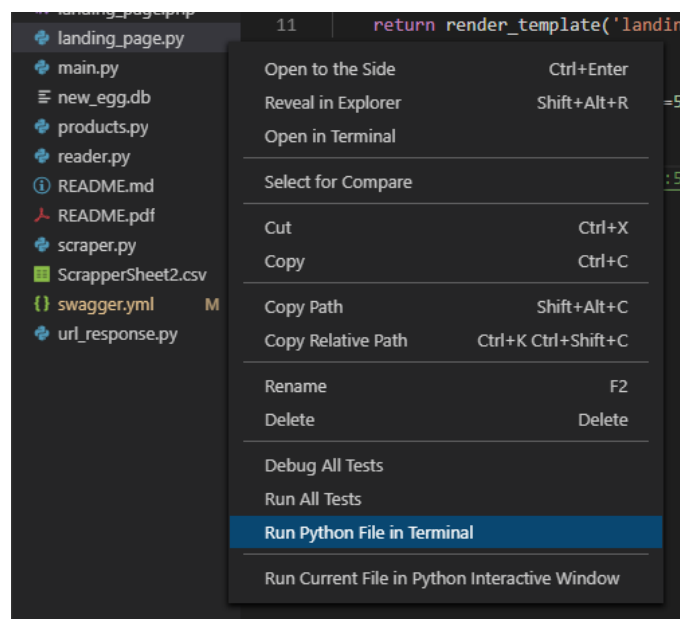 landing_page.php
landing_page.py
main.py
new_egg.db
products.py
reader.py
README.md
README.pdf
scraper.py
ScrapperSheet2.csv
swagger.yml M
url_response.py
11 return render_template('landin
=5
:5
Open to the Side Ctrl+Enter
Reveal in Explorer Shift+Alt+R
Open in Terminal
Select for Compare
Cut Ctrl+X
Copy Ctrl+C
Copy Path Shift+Alt+C
Copy Relative Path Ctrl+K Ctrl+Shift+C
Rename F2
Delete Delete
Debug All Tests
Run All Tests
Run Python File in Terminal
Run Current File in Python Interactive Window